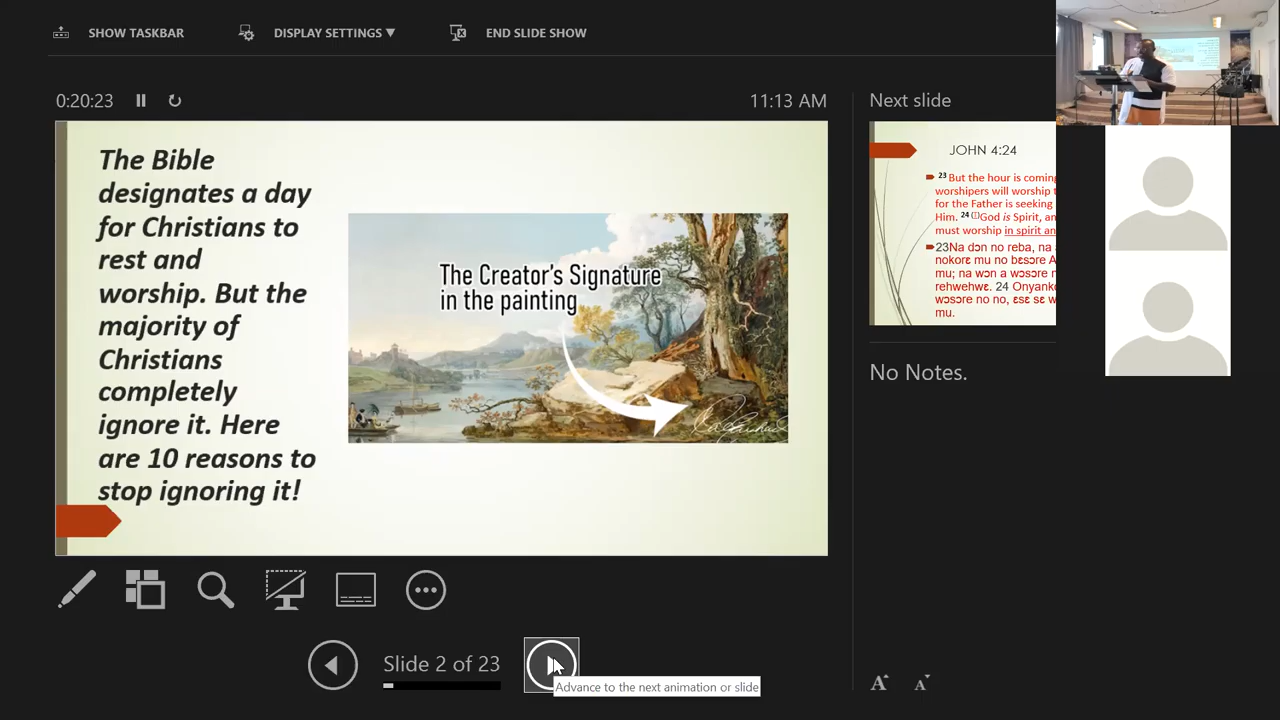 SHOW TASKBAR
DISPLAY SETTINGS ▼
END SLIDE SHOW
0:20:23
11:13 AM
The Bible
designates a day
for Christians to
rest and
worship. But the
majority of
Christians
completely
ignore it. Here
are 10 reasons to
stop ignoring it!
The Creator's Signature
in the painting
Next slide
JOHN 4:24
23 But the hour is coming
worshipers will worship t
for the Father is seeking
Him. 24 God is Spirit, an
must worship in spirit an
23Na dɔn no reba, na
nokorɛ mu no bɛsɔre A
mu; na wɔn a wɔsɔre n
rehwehwɛ. 24 Onyanko
wɔsɔre no no, ɛsɛ sɛ w
mu.
No Notes.
Slide 2 of 23
Advance to the next animation or slide
A A